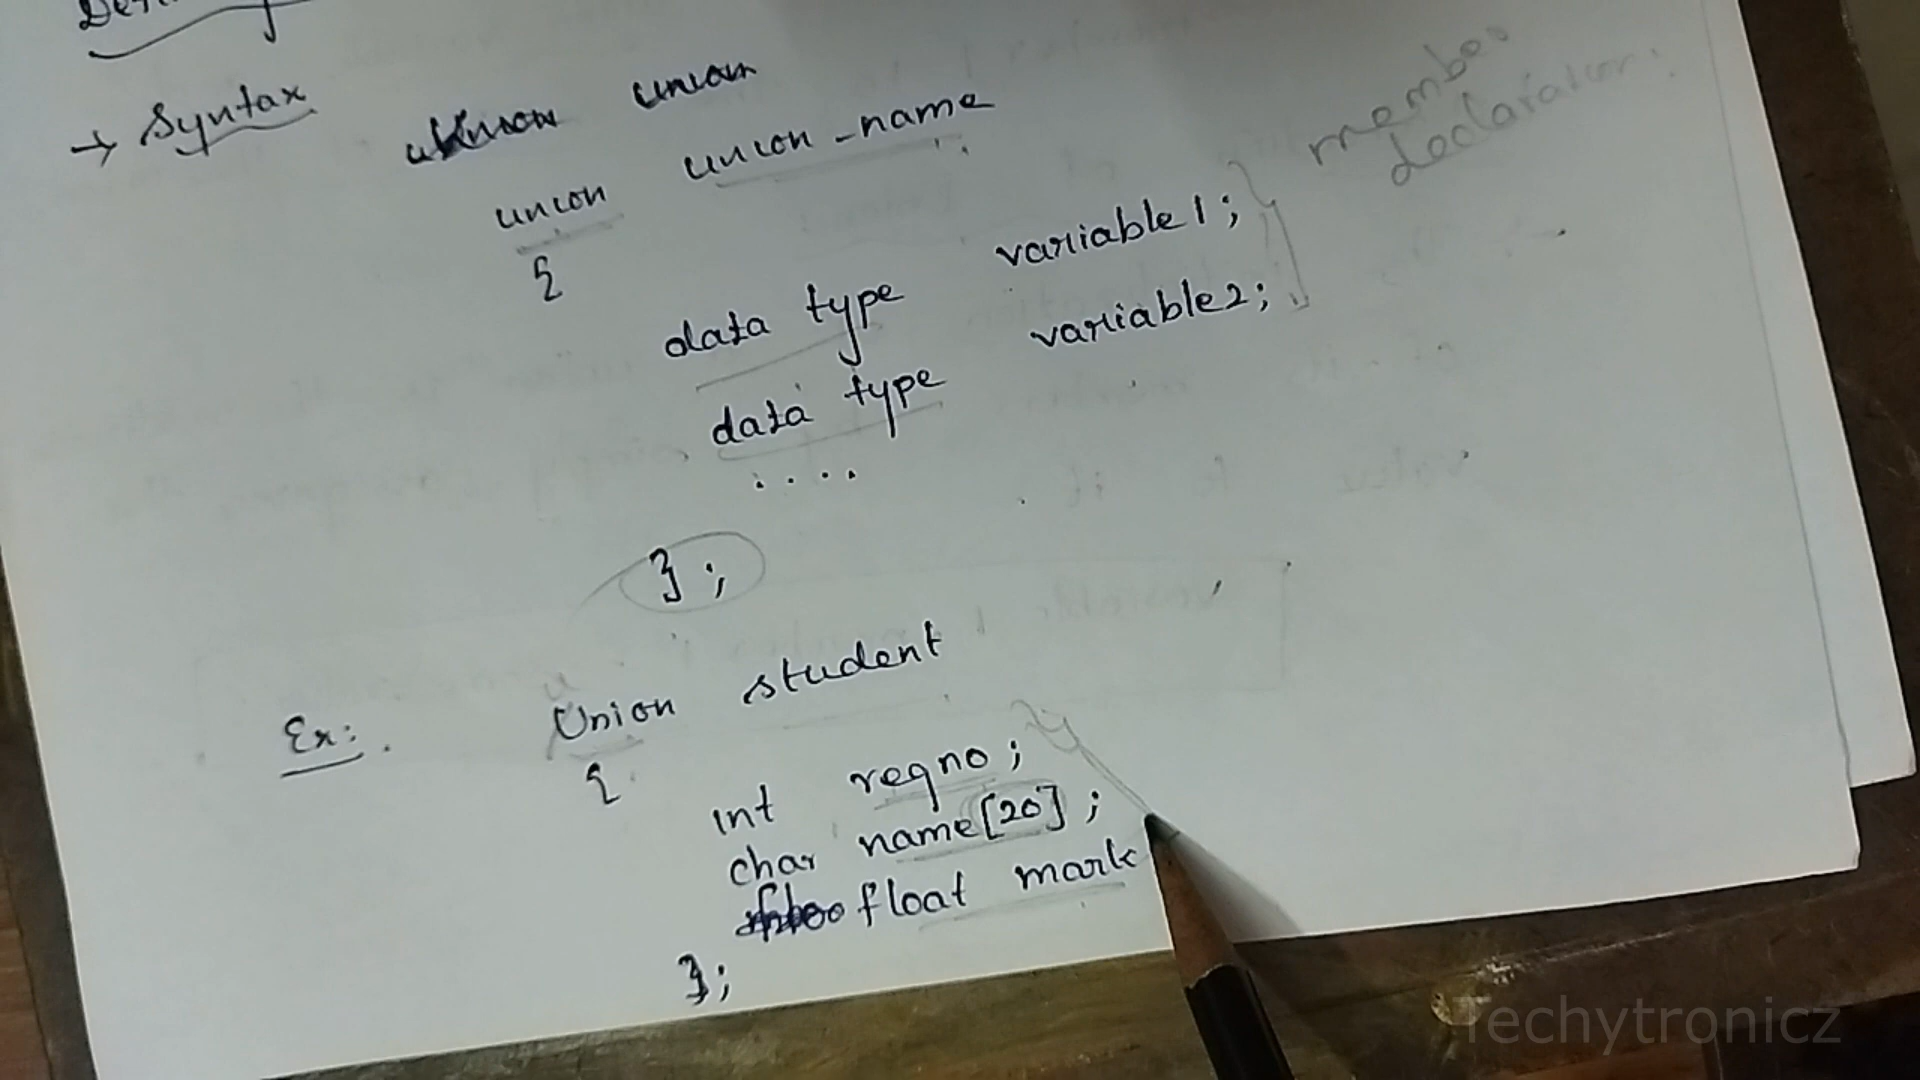 → Syntax union
union union_name
{
data type variable1;
data type variable2;
. . . .
};
member
declaration
Ex: Union student
{
int regno;
char name[20];
float mark
};
Techytronicz